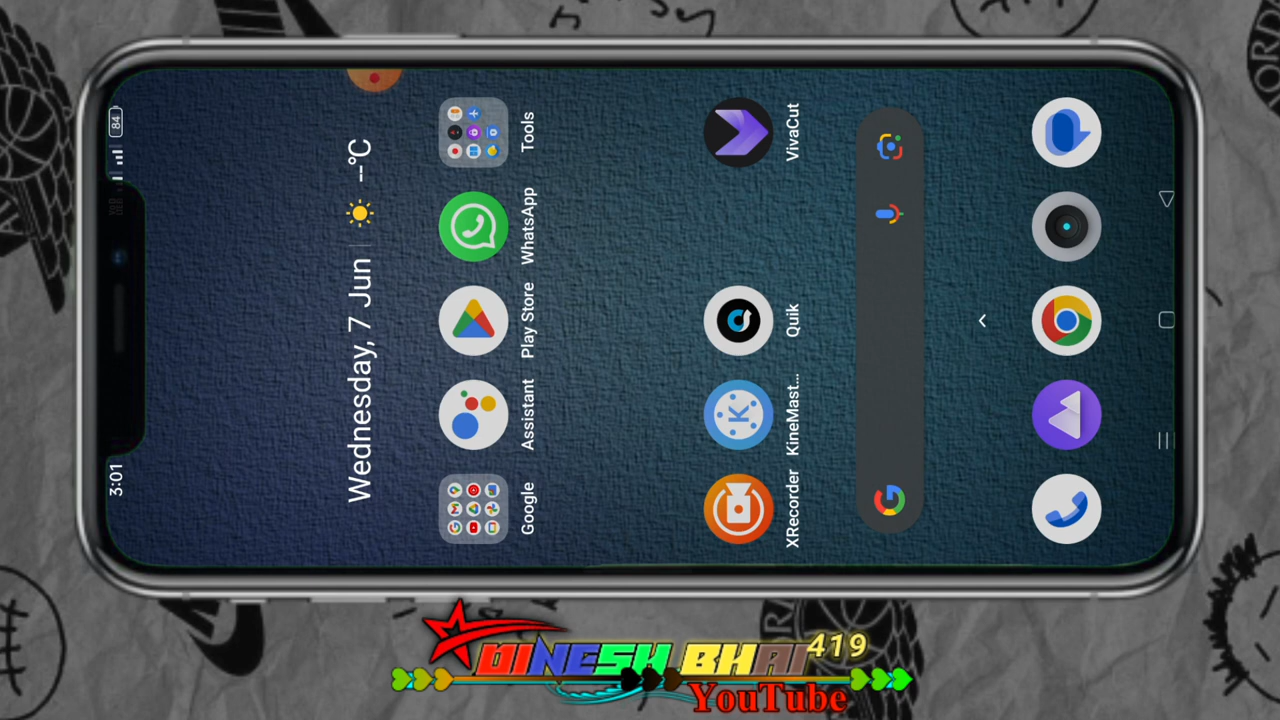 3:01
84
Wednesday, 7 Jun
--°C
Google
Assistant
Play Store
WhatsApp
Tools
XRecorder
KineMast...
Quik
VivaCut
DINESH BHAI 419
YouTube